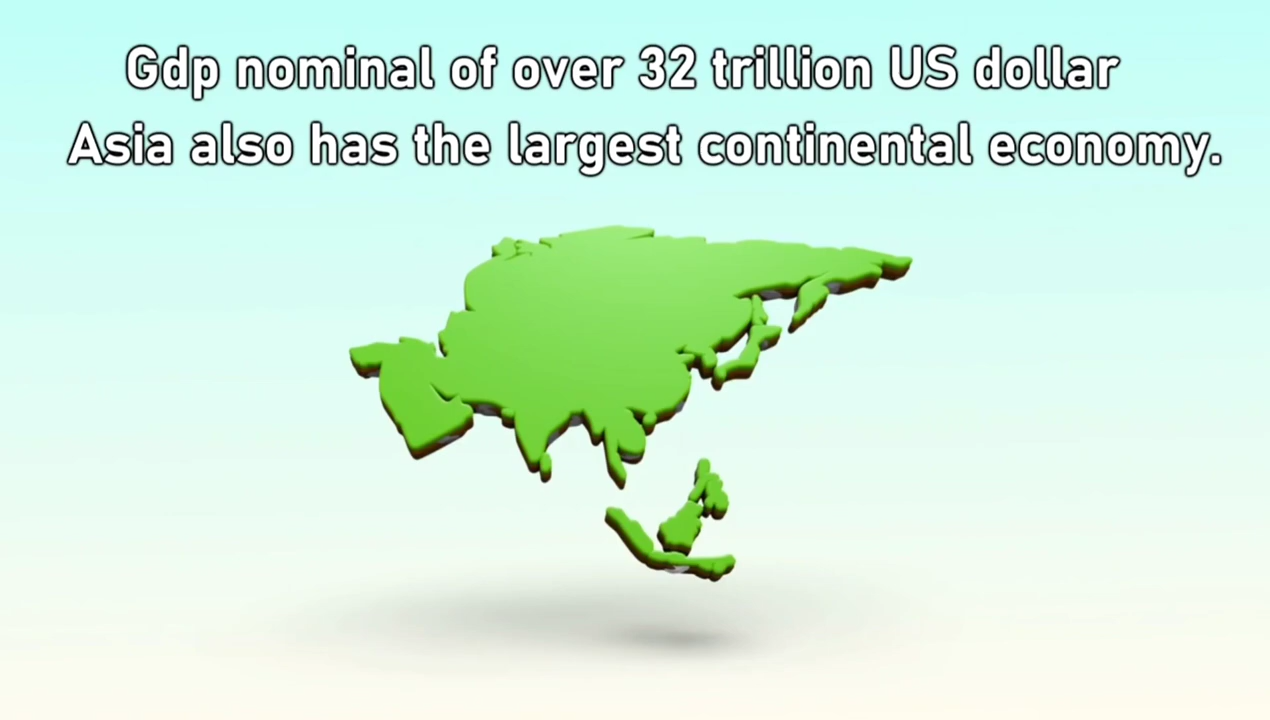 Gdp nominal of over 32 trillion US dollar
Asia also has the largest continental economy.